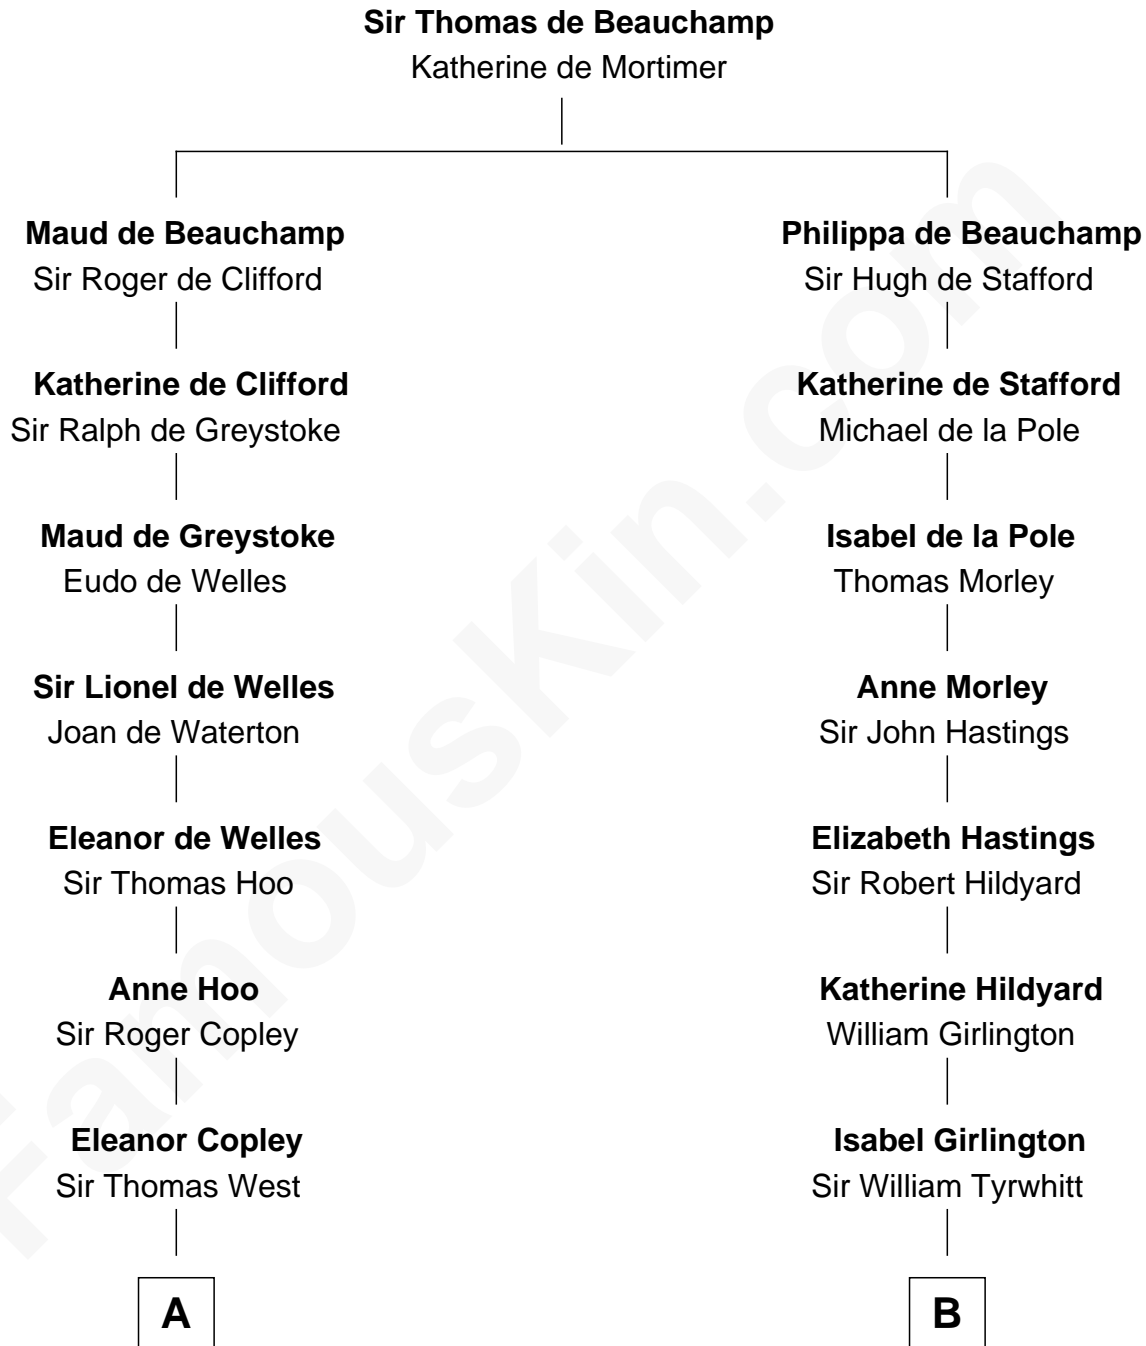 Sir Thomas de Beauchamp
Katherine de Mortimer
Maud de Beauchamp
Sir Roger de Clifford
Philippa de Beauchamp
Sir Hugh de Stafford
Katherine de Clifford
Sir Ralph de Greystoke
Katherine de Stafford
Michael de la Pole
Maud de Greystoke
Eudo de Welles
Isabel de la Pole
Thomas Morley
Sir Lionel de Welles
Joan de Waterton
Anne Morley
Sir John Hastings
Eleanor de Welles
Sir Thomas Hoo
Elizabeth Hastings
Sir Robert Hildyard
Anne Hoo
Sir Roger Copley
Katherine Hildyard
William Girlington
Eleanor Copley
Sir Thomas West
Isabel Girlington
Sir William Tyrwhitt
A
B
FamousKin.com